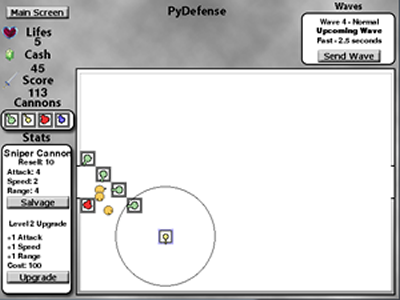 Main Screen
PyDefense
Waves
Wave 4 - Normal
Upcoming Wave
Fast - 2.5 seconds
Send Wave
Lifes
5
Cash
45
Score
113
Cannons
Stats
Sniper Cannon
Resell: 10
Attack: 4
Speed: 2
Range: 4
Salvage
Level 2 Upgrade
+1 Attack
+1 Speed
+1 Range
Cost: 100
Upgrade